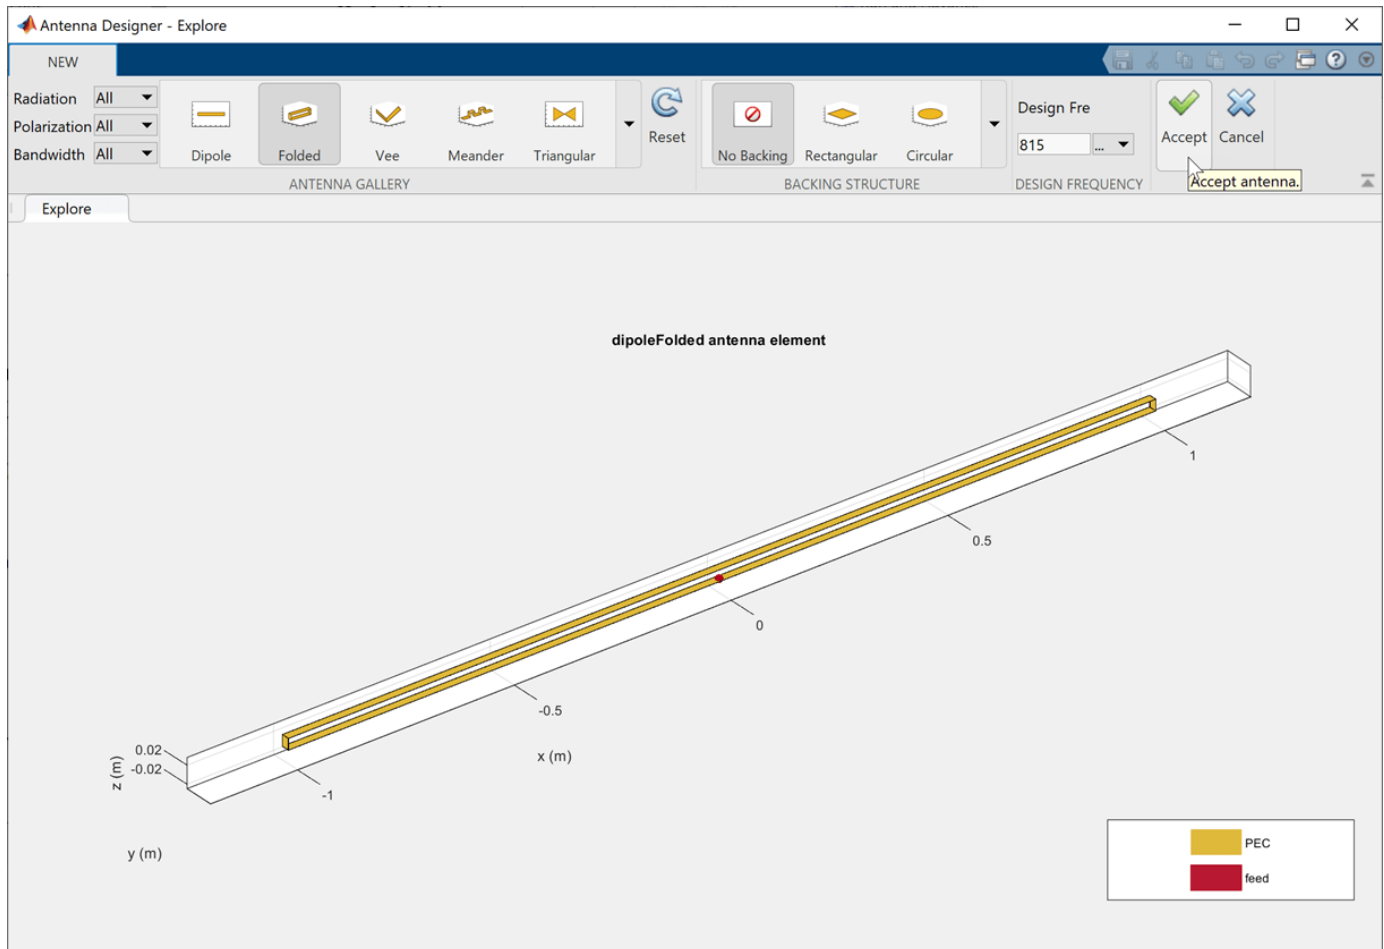 Antenna Designer - Explore
NEW
Radiation All
Polarization All
Bandwidth All
Dipole
Folded
Vee
Meander
Triangular
Reset
ANTENNA GALLERY
No Backing
Rectangular
Circular
BACKING STRUCTURE
Design Fre
815 ...
DESIGN FREQUENCY
Accept
Cancel
Accept antenna.
Explore
dipoleFolded antenna element
1
0.5
0
-0.5
-1
x (m)
0.02
-0.02
z (m)
y (m)
PEC
feed